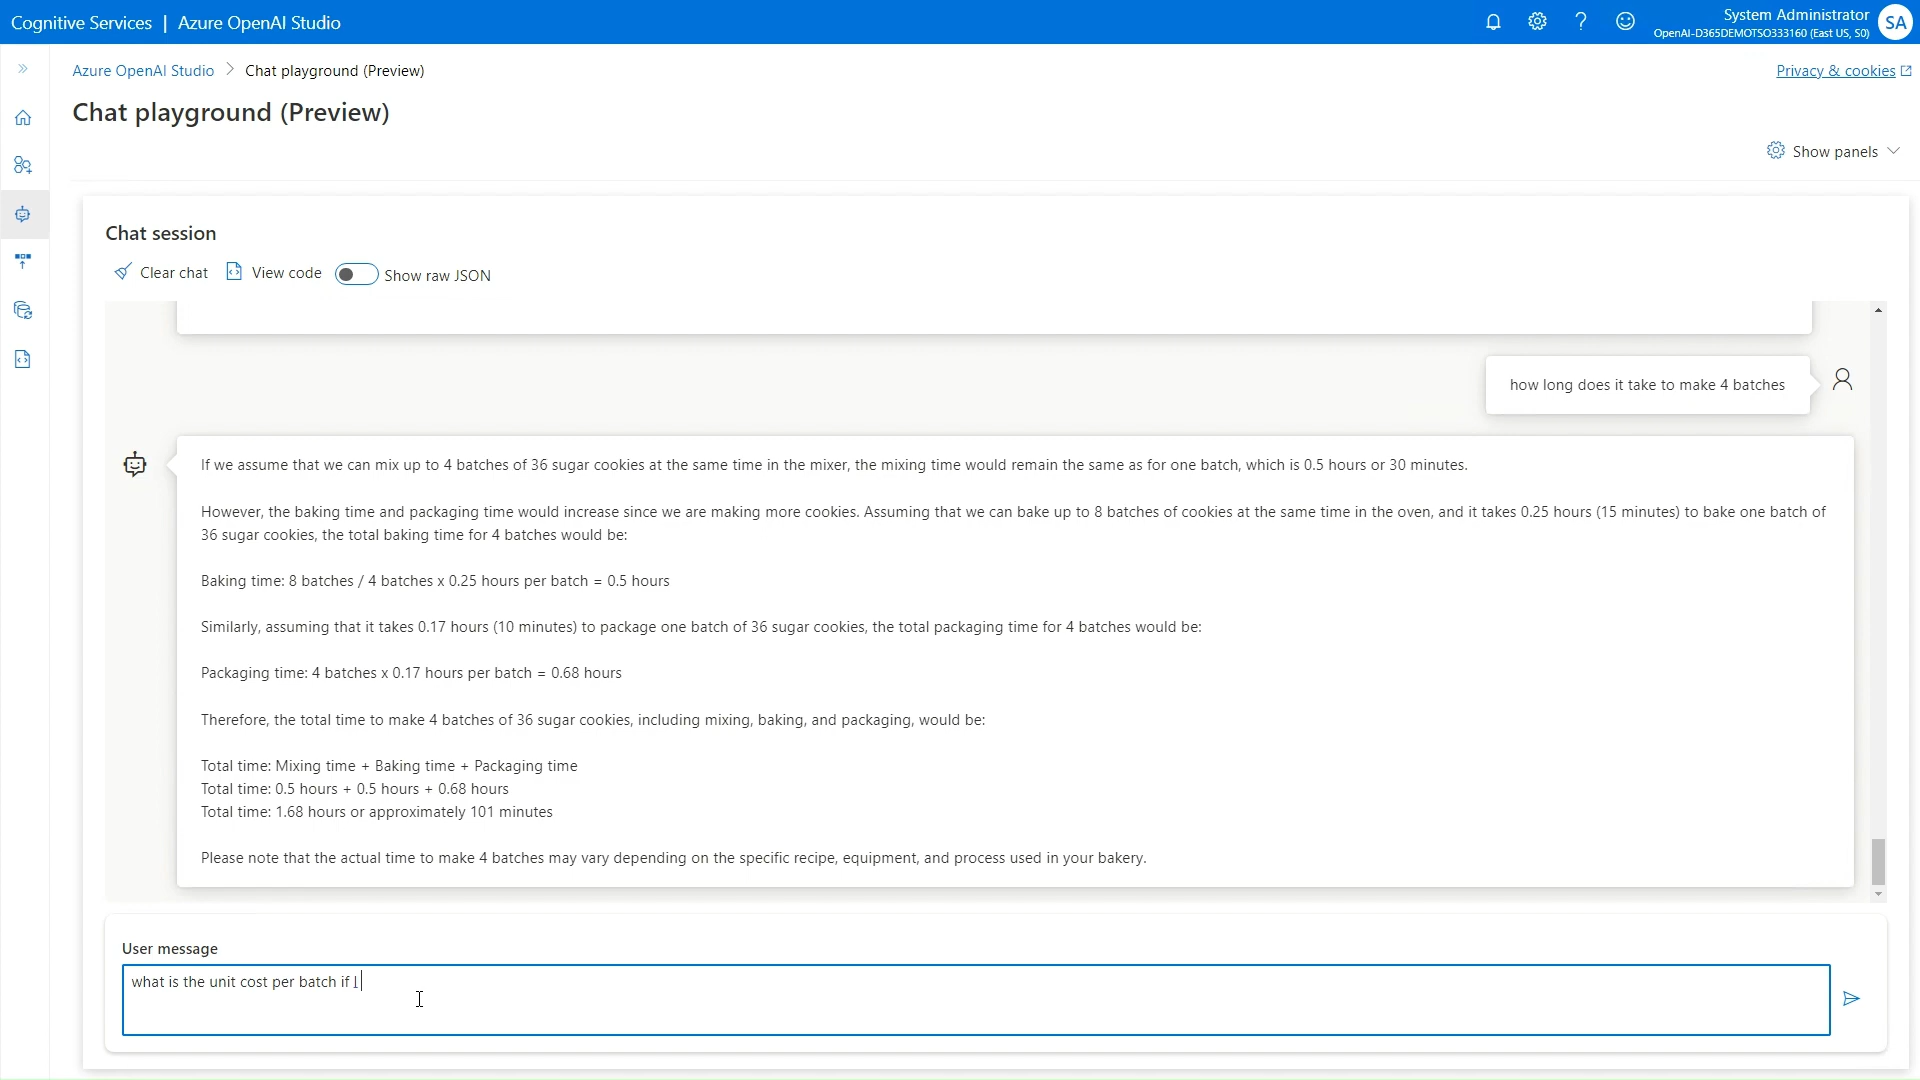 Cognitive Services | Azure OpenAI Studio
System Administrator
OpenAI-D365DEMOTSO333160 (East US, S0)
SA
Azure OpenAI Studio > Chat playground (Preview)
Privacy & cookies
Chat playground (Preview)
Show panels
Chat session
Clear chat
View code
Show raw JSON
how long does it take to make 4 batches
If we assume that we can mix up to 4 batches of 36 sugar cookies at the same time in the mixer, the mixing time would remain the same as for one batch, which is 0.5 hours or 30 minutes.
However, the baking time and packaging time would increase since we are making more cookies. Assuming that we can bake up to 8 batches of cookies at the same time in the oven, and it takes 0.25 hours (15 minutes) to bake one batch of
36 sugar cookies, the total baking time for 4 batches would be:
Baking time: 8 batches / 4 batches x 0.25 hours per batch = 0.5 hours
Similarly, assuming that it takes 0.17 hours (10 minutes) to package one batch of 36 sugar cookies, the total packaging time for 4 batches would be:
Packaging time: 4 batches x 0.17 hours per batch = 0.68 hours
Therefore, the total time to make 4 batches of 36 sugar cookies, including mixing, baking, and packaging, would be:
Total time: Mixing time + Baking time + Packaging time
Total time: 0.5 hours + 0.5 hours + 0.68 hours
Total time: 1.68 hours or approximately 101 minutes
Please note that the actual time to make 4 batches may vary depending on the specific recipe, equipment, and process used in your bakery.
User message
what is the unit cost per batch if I